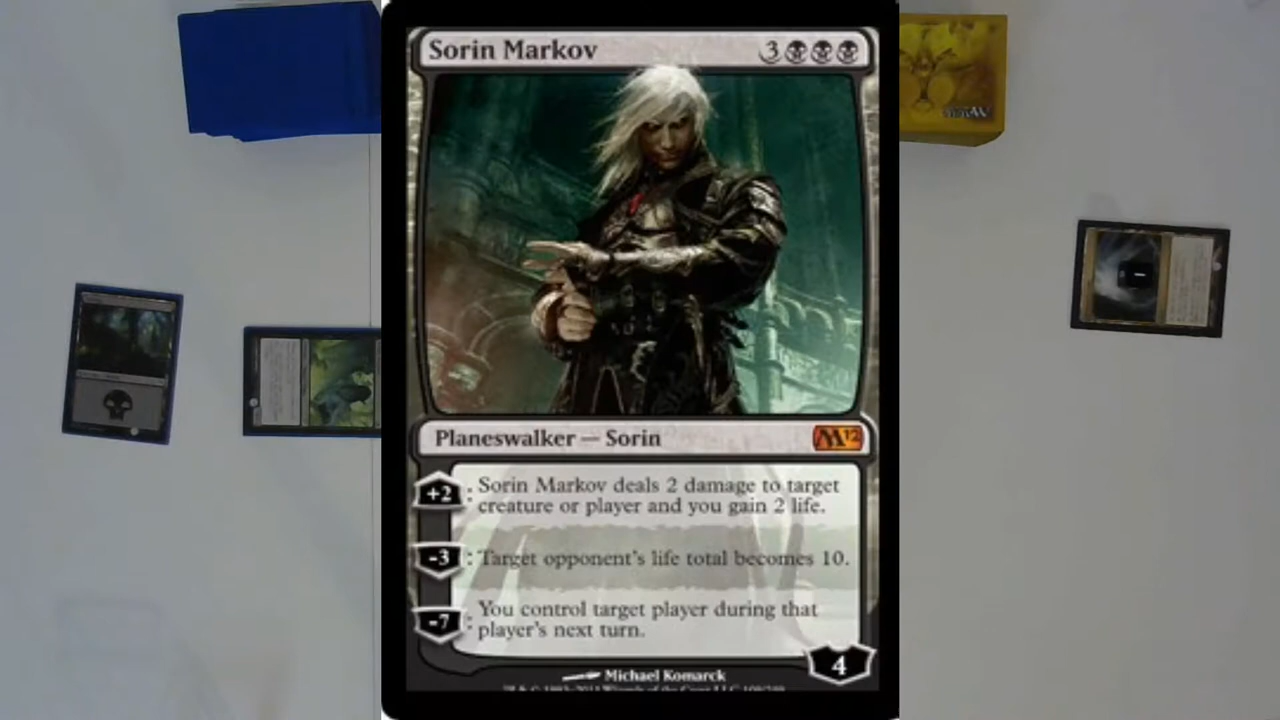 Sorin Markov
3
Planeswalker — Sorin
M12
+2 : Sorin Markov deals 2 damage to target
creature or player and you gain 2 life.
-3 : Target opponent's life total becomes 10.
-7 : You control target player during that
player's next turn.
4
Michael Komarck